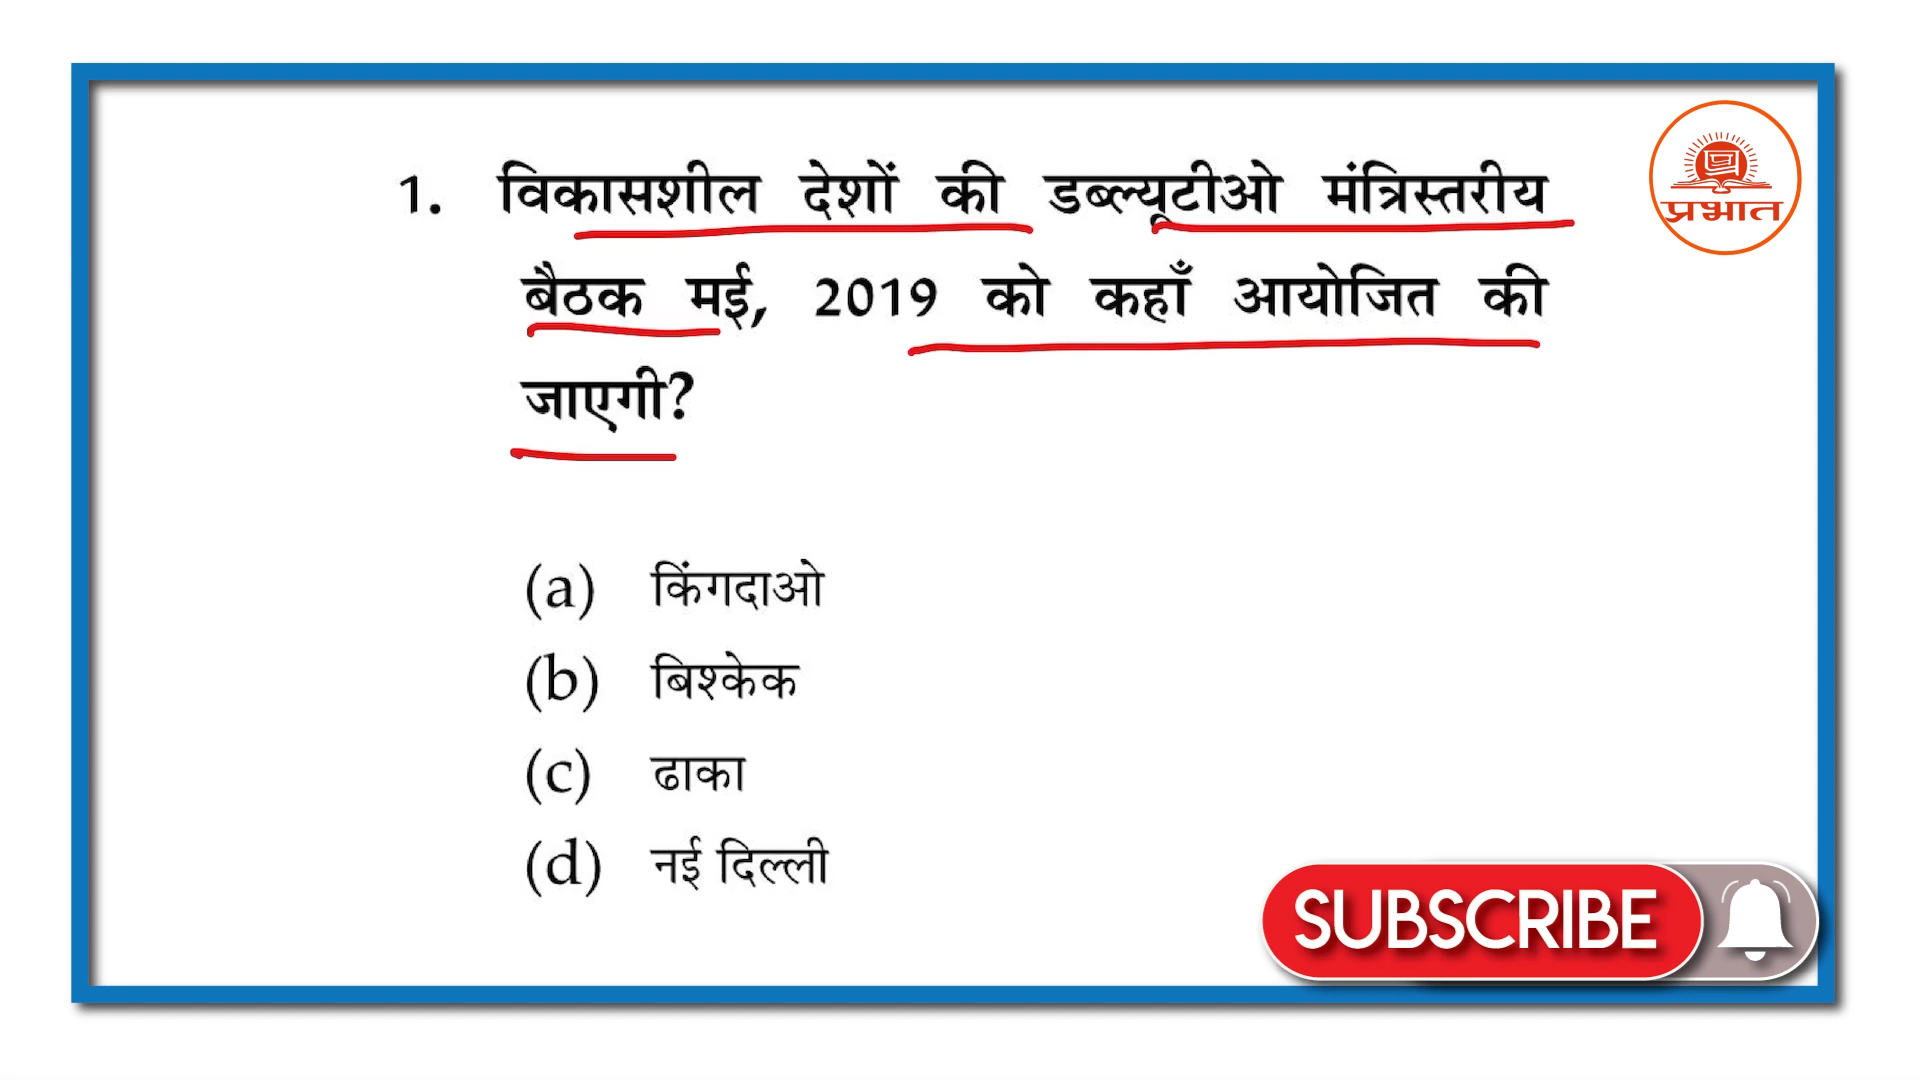 प्रभात
1. विकासशील देशों की डब्ल्यूटीओ मंत्रिस्तरीय
बैठक मई, 2019 को कहाँ आयोजित की
जाएगी?
(a) किंगदाओ
(b) बिश्केक
(c) ढाका
(d) नई दिल्ली
SUBSCRIBE